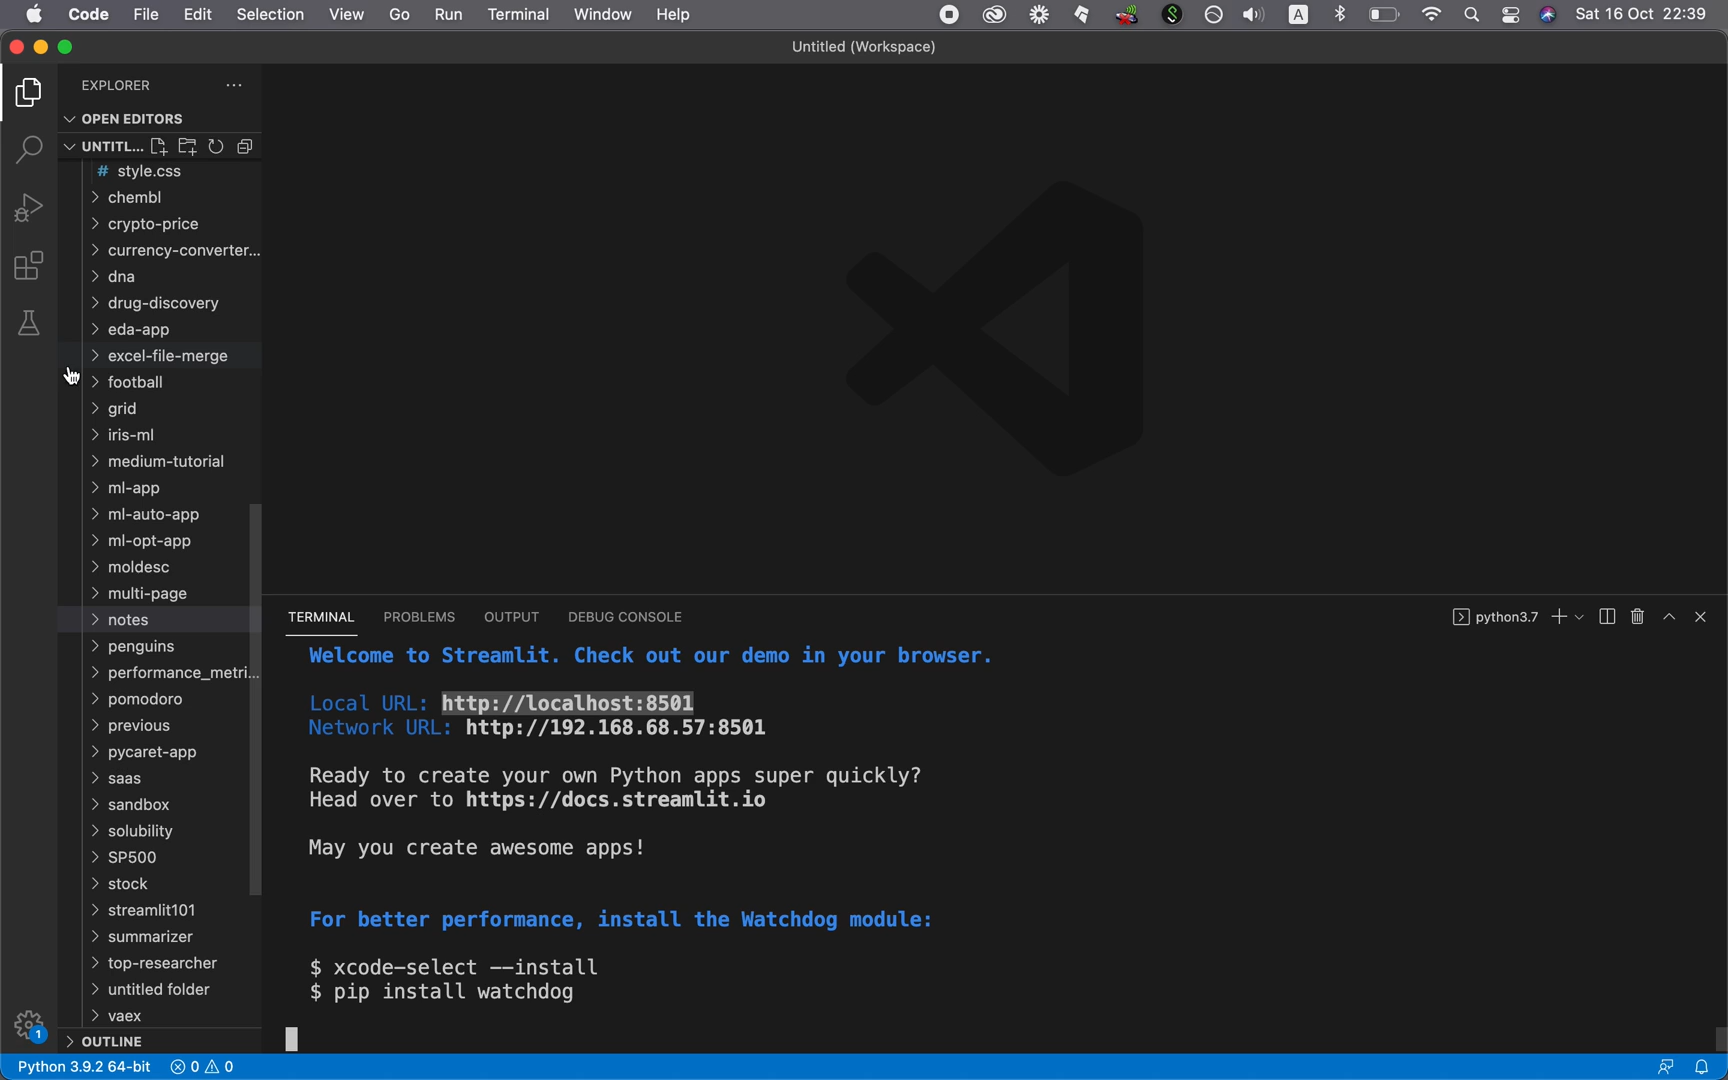 Code File Edit Selection View Go Run Terminal Window Help
A
Sat 16 Oct 22:39
Untitled (Workspace)
EXPLORER
OPEN EDITORS
UNTITL...
# style.css
chembl
crypto-price
currency-converter...
dna
drug-discovery
eda-app
excel-file-merge
football
grid
iris-ml
medium-tutorial
ml-app
ml-auto-app
ml-opt-app
moldesc
multi-page
notes
penguins
performance_metri...
pomodoro
previous
pycaret-app
saas
sandbox
solubility
SP500
stock
streamlit101
summarizer
top-researcher
untitled folder
vaex
OUTLINE
TERMINAL PROBLEMS OUTPUT DEBUG CONSOLE
python3.7
Welcome to Streamlit. Check out our demo in your browser.
Local URL: http://localhost:8501
Network URL: http://192.168.68.57:8501
Ready to create your own Python apps super quickly?
Head over to https://docs.streamlit.io
May you create awesome apps!
For better performance, install the Watchdog module:
$ xcode-select --install
$ pip install watchdog
1
Python 3.9.2 64-bit 0 0